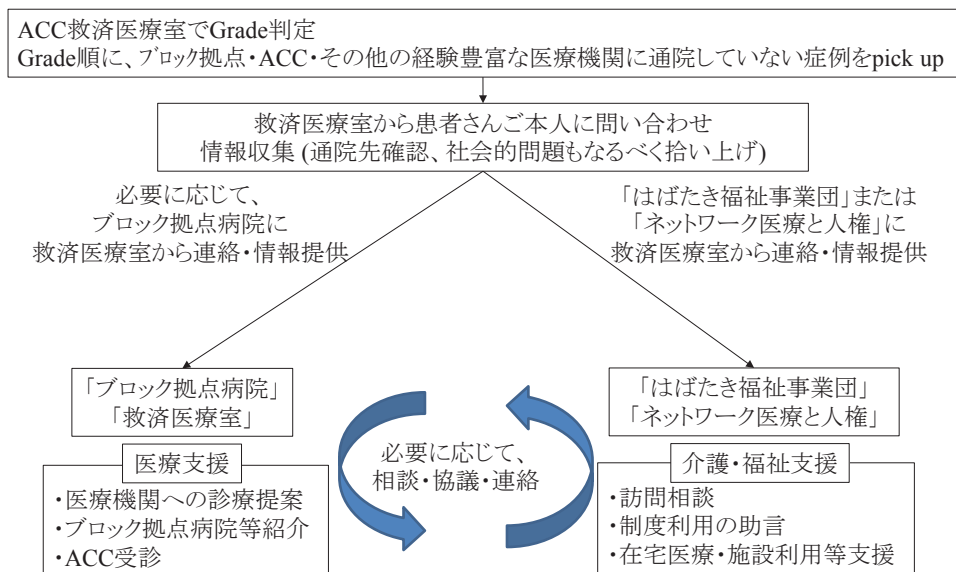 ACC救済医療室でGrade判定
Grade順に、ブロック拠点・ACC・その他の経験豊富な医療機関に通院していない症例をpick up
救済医療室から患者さんご本人に問い合わせ
情報収集 (通院先確認、社会的問題もなるべく拾い上げ)
必要に応じて、
ブロック拠点病院に
救済医療室から連絡・情報提供
「はばたき福祉事業団」または
「ネットワーク医療と人権」に
救済医療室から連絡・情報提供
「ブロック拠点病院」
「救済医療室」
「はばたき福祉事業団」
「ネットワーク医療と人権」
必要に応じて、
相談・協議・連絡
医療支援
・医療機関への診療提案
・ブロック拠点病院等紹介
・ACC受診
介護・福祉支援
・訪問相談
・制度利用の助言
・在宅医療・施設利用等支援